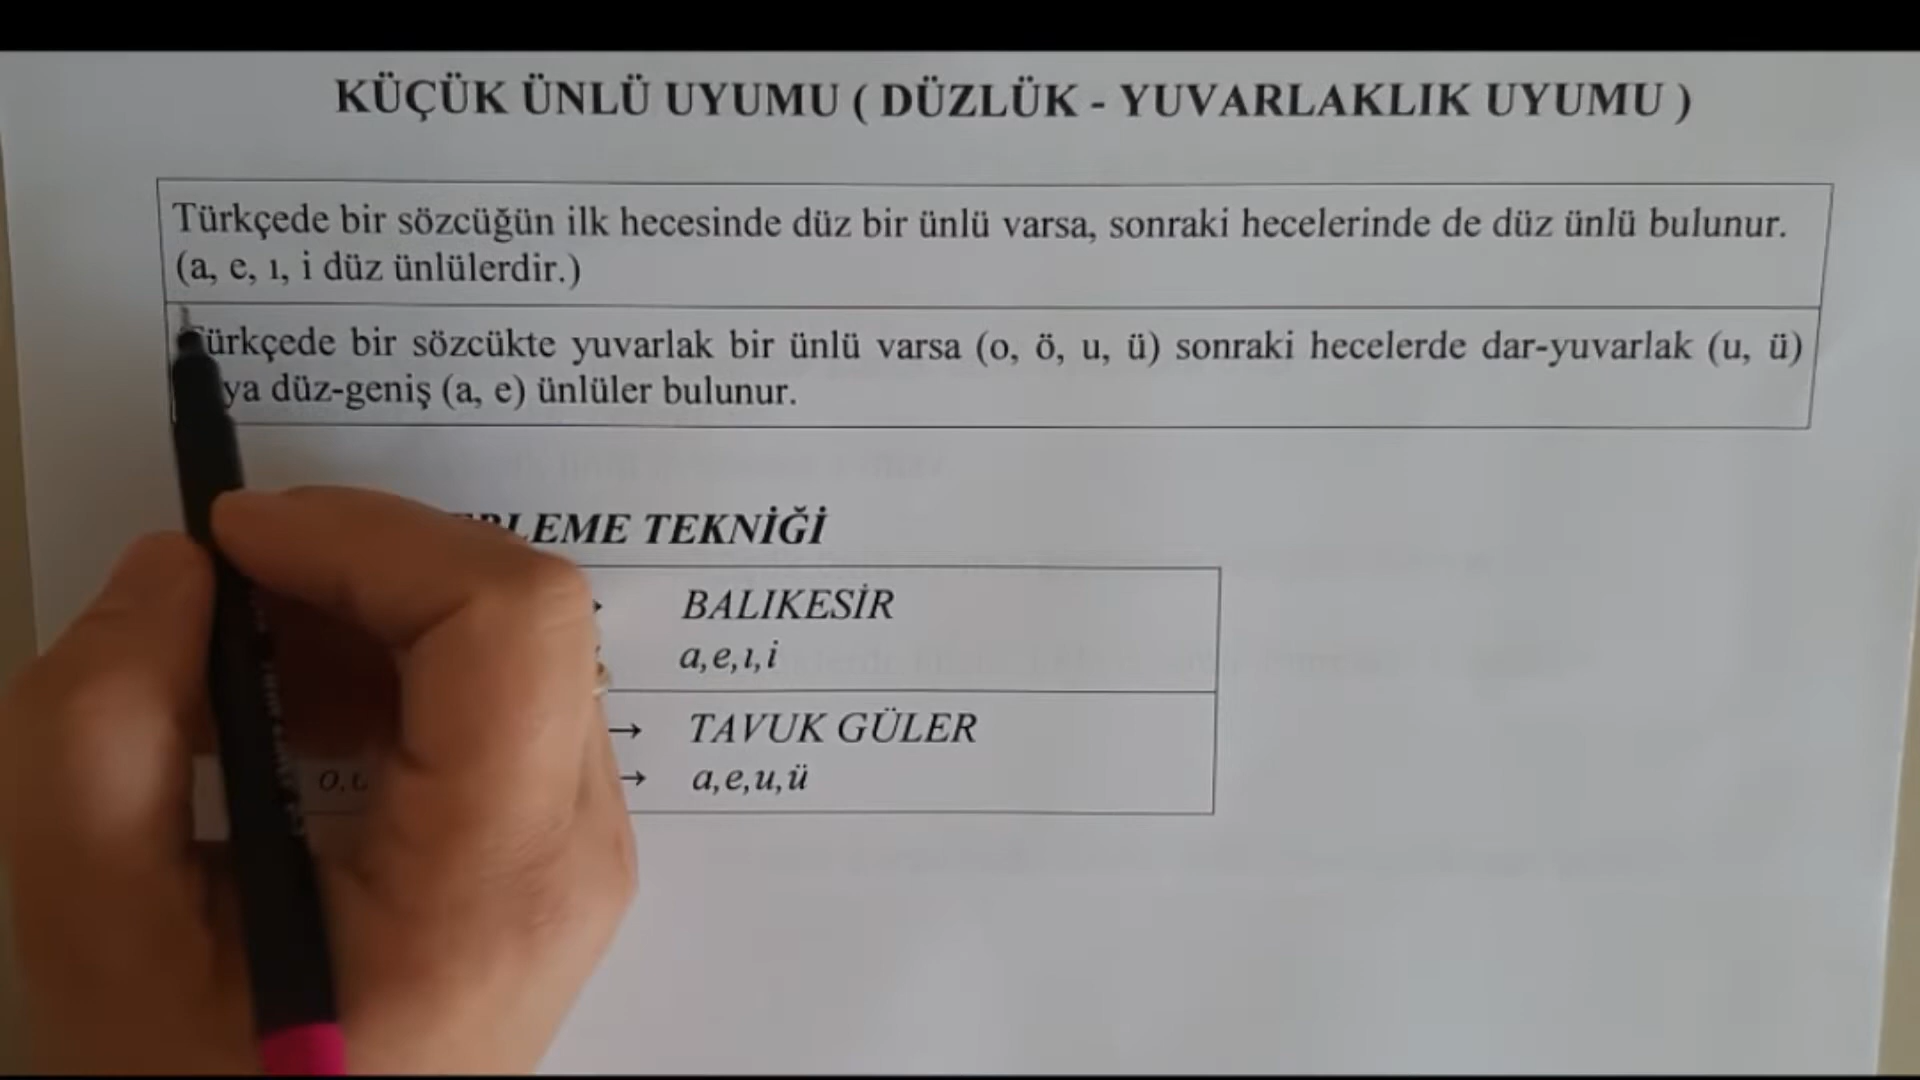 KÜÇÜK ÜNLÜ UYUMU ( DÜZLÜK - YUVARLAKLIK UYUMU )
Türkçede bir sözcüğün ilk hecesinde düz bir ünlü varsa, sonraki hecelerinde de düz ünlü bulunur.
(a, e, ı, i düz ünlülerdir.)
Türkçede bir sözcükte yuvarlak bir ünlü varsa (o, ö, u, ü) sonraki hecelerde dar-yuvarlak (u, ü)
ya düz-geniş (a, e) ünlüler bulunur.
TEKNİĞİ
→ BALIKESİR
a,e,ı,i
→ TAVUK GÜLER
→ a,e,u,ü